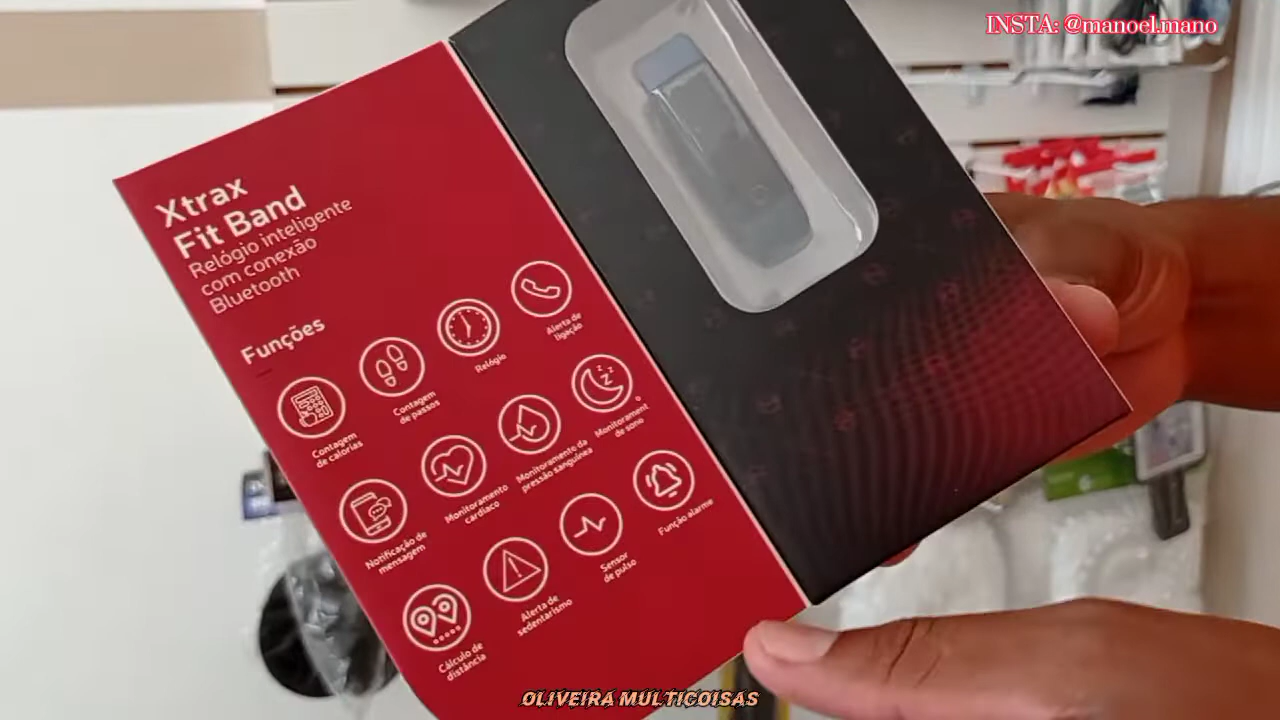 INSTA: @manoel.mano
Xtrax
Fit Band
Relógio inteligente
com conexão
Bluetooth
Funções
Contagem
de calorias
Contagem
de passos
Relógio
Alerta de
ligação
Notificação de
mensagem
Monitoramento
cardíaco
Monitoramento da
pressão sanguínea
Monitorament
o
de sono
Cálculo de
distância
Alerta de
sedentarismo
Sensor
de pulso
Função alarme
OLIVEIRA MULTICOISAS